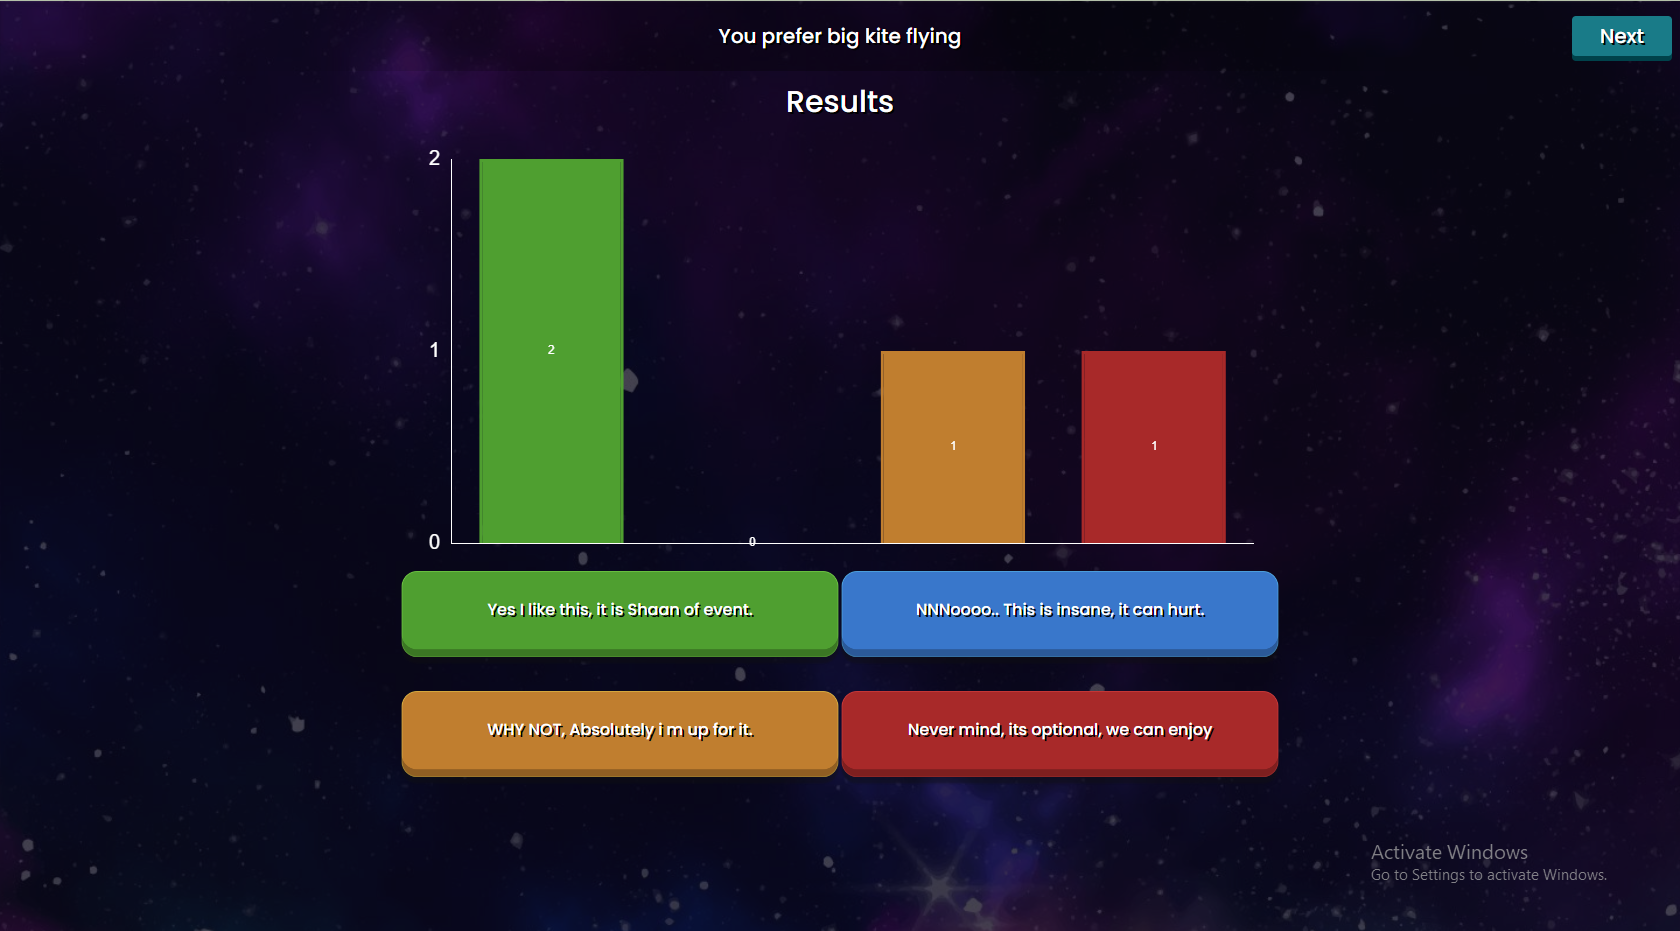 You prefer big kite flying
Next
Results
2
1
0
2
0
1
1
Yes I like this, it is Shaan of event.
NNNoooo.. This is insane, it can hurt.
WHY NOT, Absolutely i m up for it.
Never mind, its optional, we can enjoy
Activate Windows
Go to Settings to activate Windows.